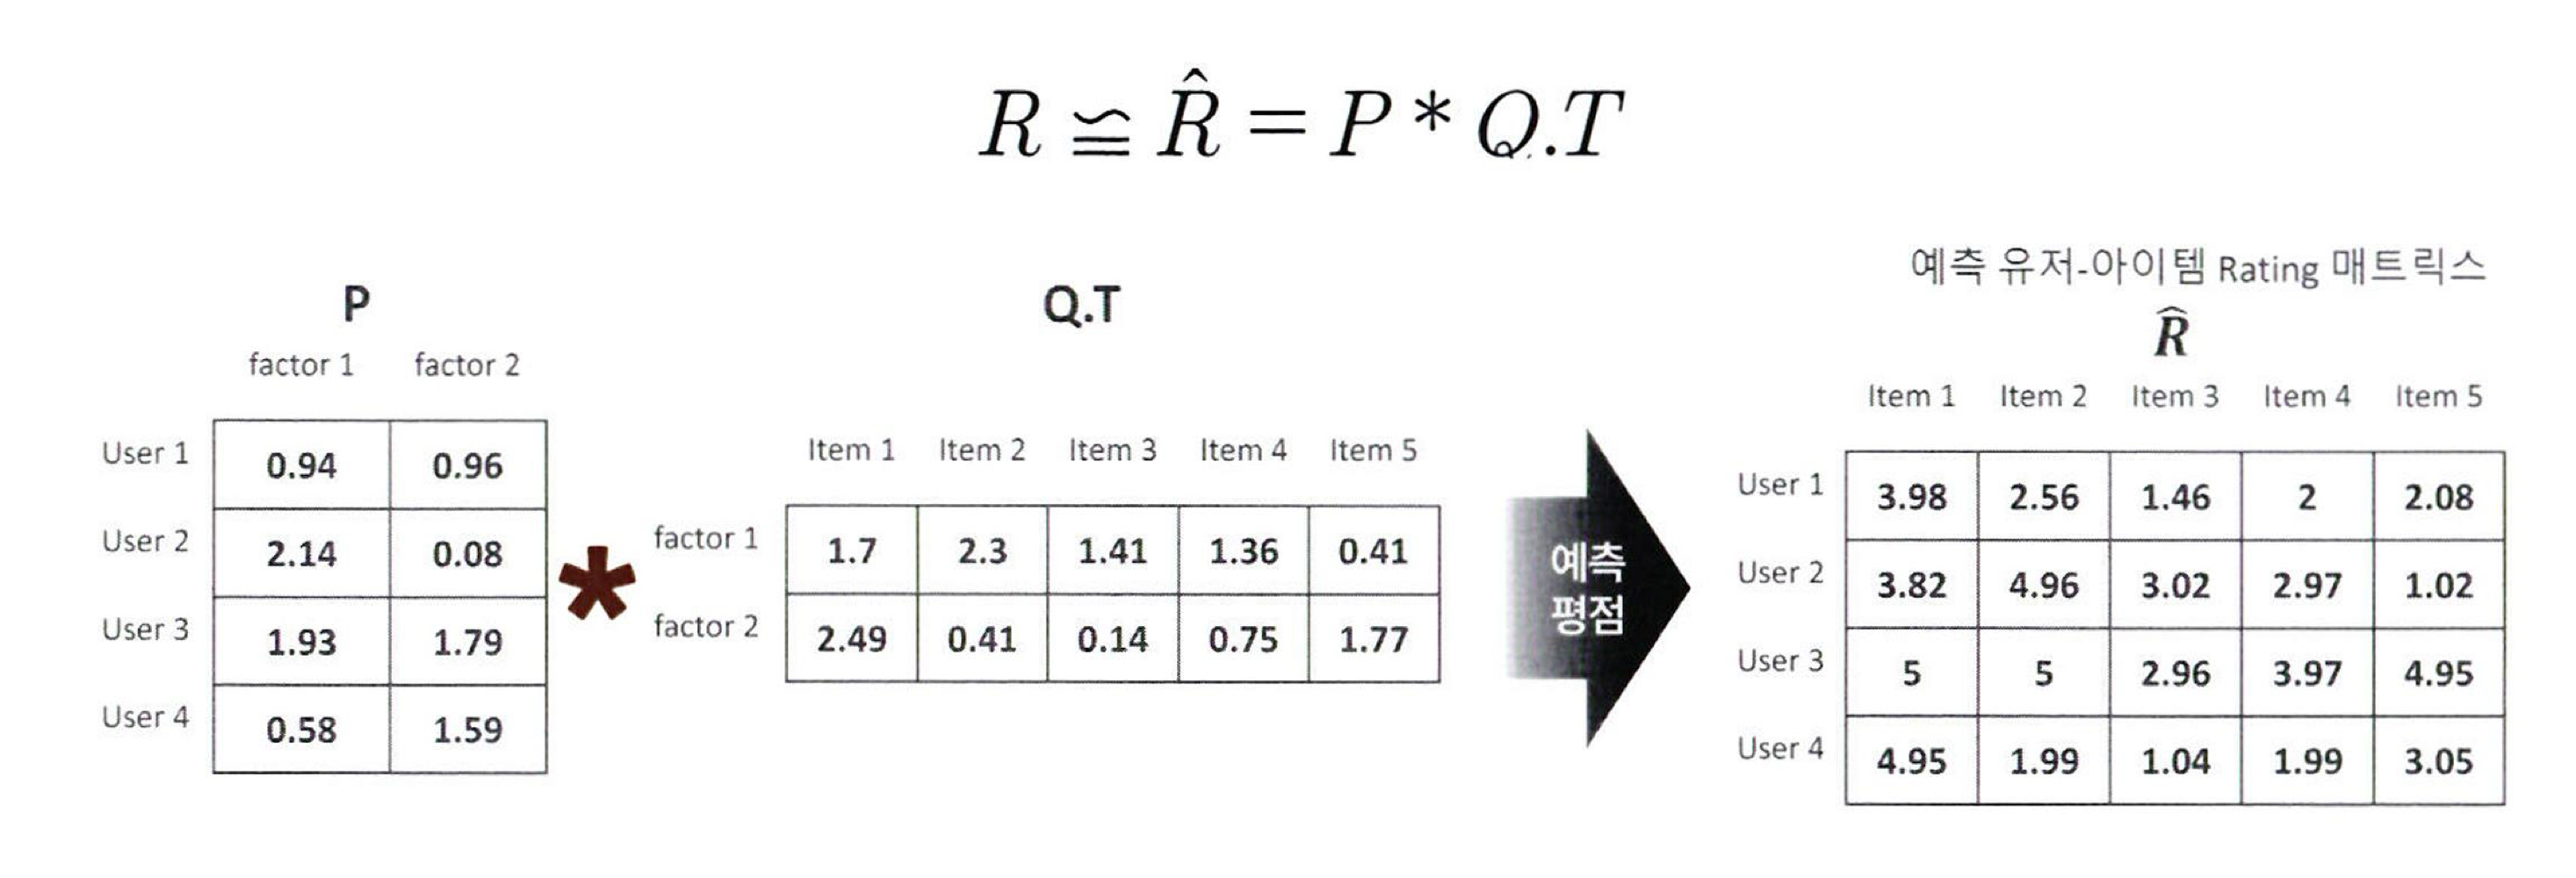 R ≌ R̂ = P * Q.T
예측 유저-아이템 Rating 매트릭스
P
Q.T
R̂
factor 1 factor 2
Item 1 Item 2 Item 3 Item 4 Item 5
User 1 0.94 0.96
User 2 2.14 0.08
User 3 1.93 1.79
User 4 0.58 1.59
*
Item 1 Item 2 Item 3 Item 4 Item 5
factor 1 1.7 2.3 1.41 1.36 0.41
factor 2 2.49 0.41 0.14 0.75 1.77
예측
평점
User 1 3.98 2.56 1.46 2 2.08
User 2 3.82 4.96 3.02 2.97 1.02
User 3 5 5 2.96 3.97 4.95
User 4 4.95 1.99 1.04 1.99 3.05